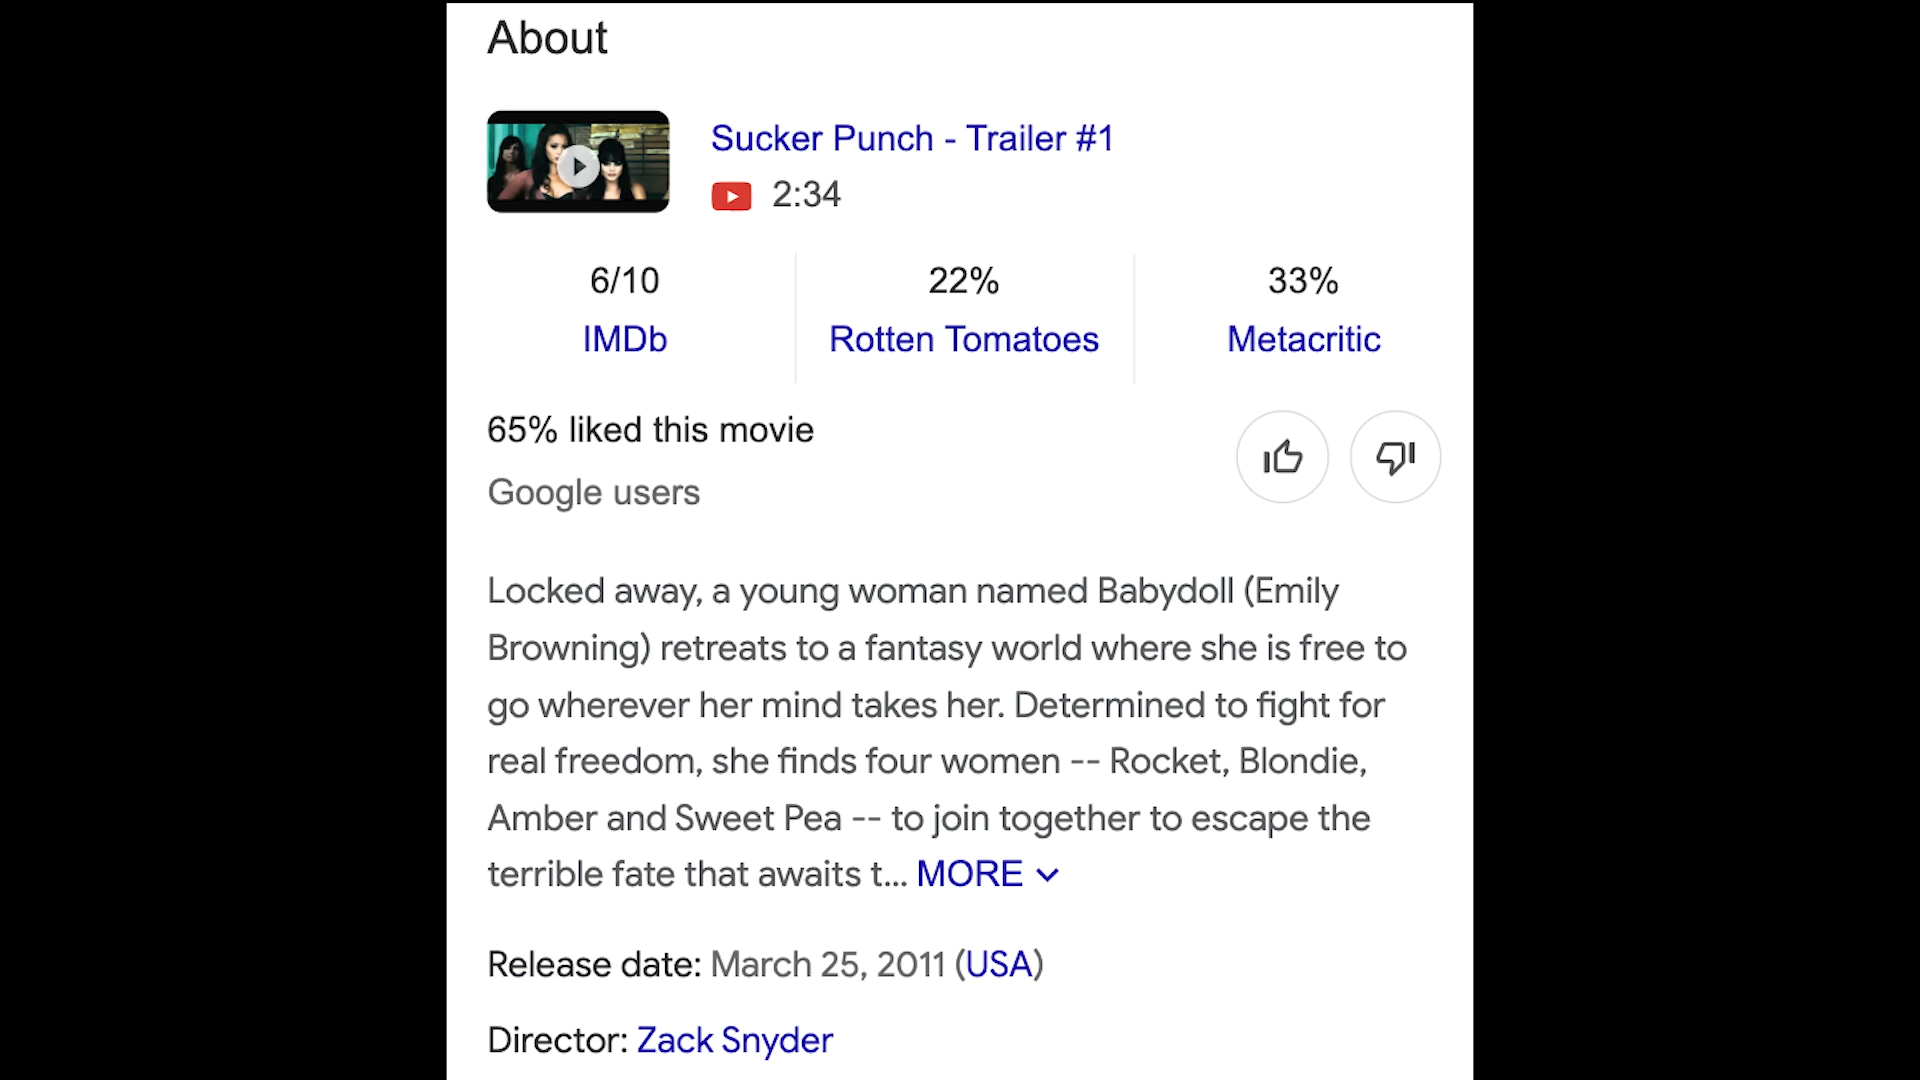 About
Sucker Punch - Trailer #1
2:34
6/10
22%
33%
IMDb
Rotten Tomatoes
Metacritic
65% liked this movie
Google users
Locked away, a young woman named Babydoll (Emily
Browning) retreats to a fantasy world where she is free to
go wherever her mind takes her. Determined to fight for
real freedom, she finds four women -- Rocket, Blondie,
Amber and Sweet Pea -- to join together to escape the
terrible fate that awaits t... MORE
Release date: March 25, 2011 (USA)
Director: Zack Snyder